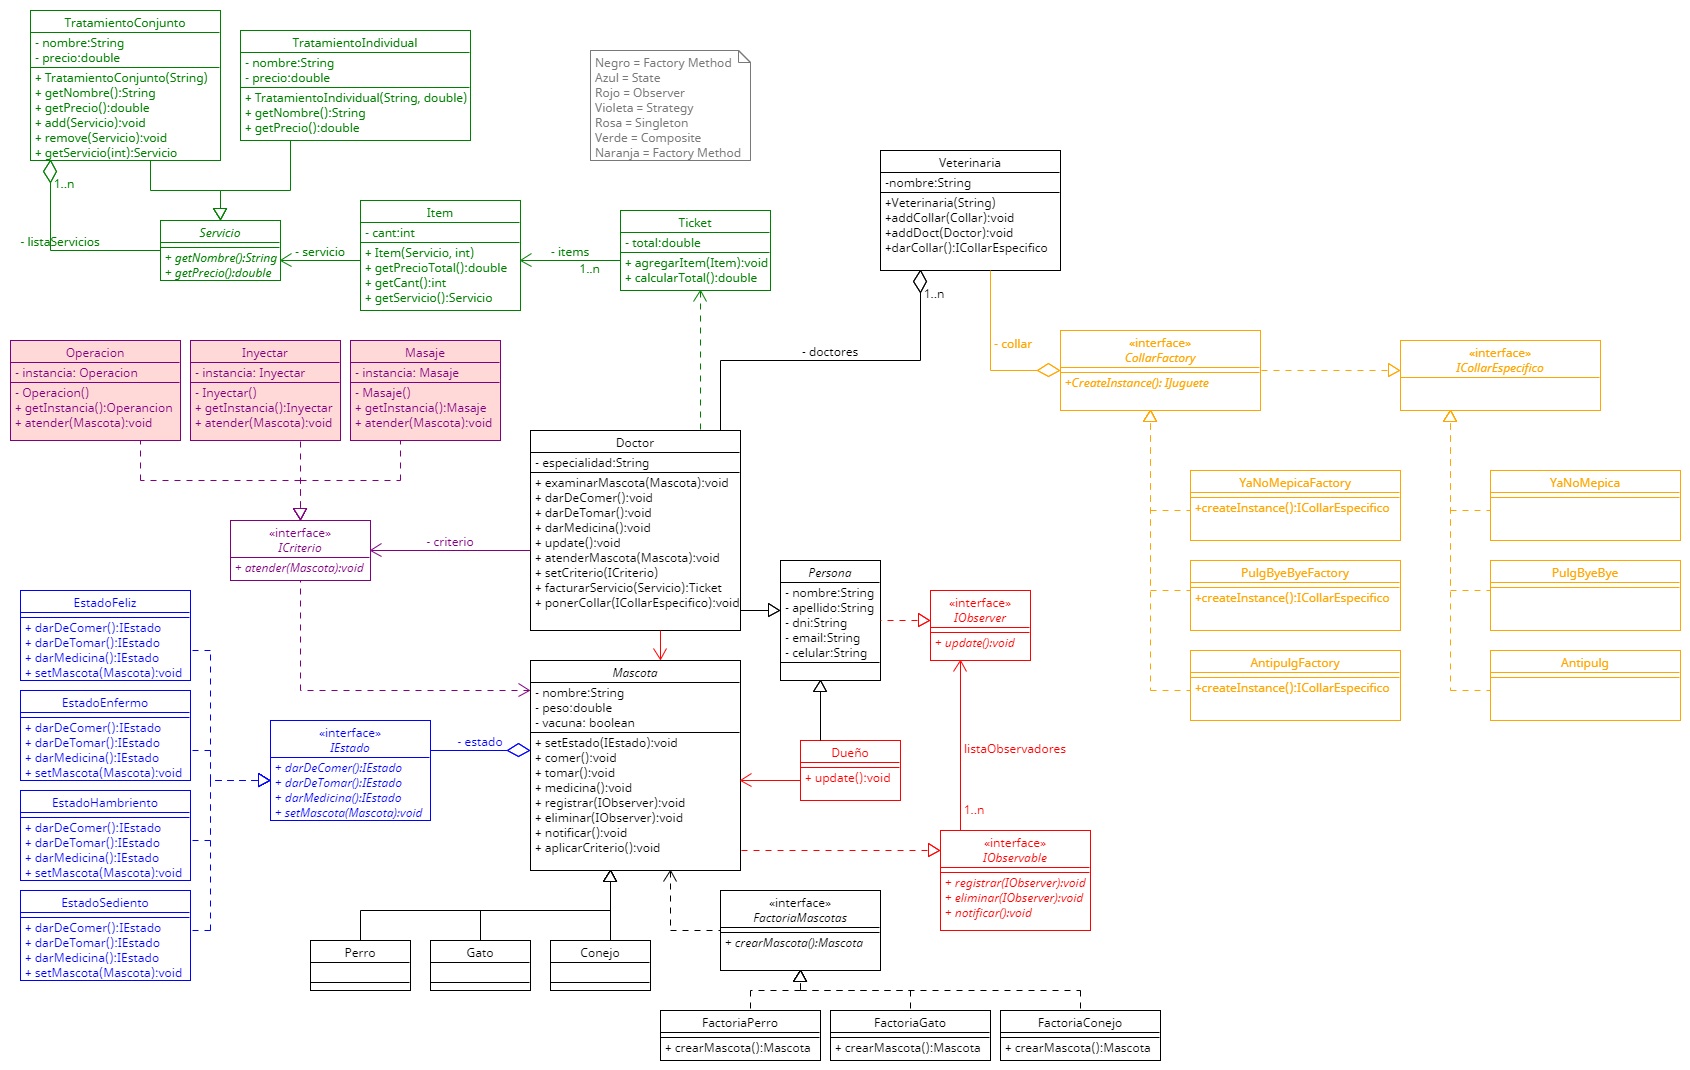 TratamientoConjunto
- nombre:String
- precio:double
+ TratamientoConjunto(String)
+ getNombre():String
+ getPrecio():double
+ add(Servicio):void
+ remove(Servicio):void
+ getServicio(int):Servicio
TratamientoIndividual
- nombre:String
- precio:double
+ TratamientoIndividual(String, double)
+ getNombre():String
+ getPrecio():double
Negro = Factory Method
Azul = State
Rojo = Observer
Violeta = Strategy
Rosa = Singleton
Verde = Composite
Naranja = Factory Method
1..n
- listaServicios
Servicio
+ getNombre():String
+ getPrecio():double
- servicio
Item
- cant:int
+ Item(Servicio, int)
+ getPrecioTotal():double
+ getCant():int
+ getServicio():Servicio
- items
1..n
Ticket
- total:double
+ agregarItem(Item):void
+ calcularTotal():double
Veterinaria
-nombre:String
+Veterinaria(String)
+addCollar(Collar):void
+addDoct(Doctor):void
+darCollar():ICollarEspecifico
1..n
- doctores
- collar
«interface»
CollarFactory
+CreateInstance(): IJuguete
«interface»
ICollarEspecifico
YaNoMepicaFactory
+createInstance():ICollarEspecifico
PulgByeByeFactory
+createInstance():ICollarEspecifico
AntipulgFactory
+createInstance():ICollarEspecifico
YaNoMepica
PulgByeBye
Antipulg
Operacion
- instancia: Operacion
- Operacion()
+ getInstancia():Operancion
+ atender(Mascota):void
Inyectar
- instancia: Inyectar
- Inyectar()
+ getInstancia():Inyectar
+ atender(Mascota):void
Masaje
- instancia: Masaje
- Masaje()
+ getInstancia():Masaje
+ atender(Mascota):void
«interface»
ICriterio
+ atender(Mascota):void
- criterio
Doctor
- especialidad:String
+ examinarMascota(Mascota):void
+ darDeComer():void
+ darDeTomar():void
+ darMedicina():void
+ update():void
+ atenderMascota(Mascota):void
+ setCriterio(ICriterio)
+ facturarServicio(Servicio):Ticket
+ ponerCollar(ICollarEspecifico):void
Persona
- nombre:String
- apellido:String
- dni:String
- email:String
- celular:String
«interface»
IObserver
+ update():void
EstadoFeliz
+ darDeComer():IEstado
+ darDeTomar():IEstado
+ darMedicina():IEstado
+ setMascota(Mascota):void
EstadoEnfermo
+ darDeComer():IEstado
+ darDeTomar():IEstado
+ darMedicina():IEstado
+ setMascota(Mascota):void
EstadoHambriento
+ darDeComer():IEstado
+ darDeTomar():IEstado
+ darMedicina():IEstado
+ setMascota(Mascota):void
EstadoSediento
+ darDeComer():IEstado
+ darDeTomar():IEstado
+ darMedicina():IEstado
+ setMascota(Mascota):void
«interface»
IEstado
+ darDeComer():IEstado
+ darDeTomar():IEstado
+ darMedicina():IEstado
+ setMascota(Mascota):void
- estado
Mascota
- nombre:String
- peso:double
- vacuna: boolean
+ setEstado(IEstado):void
+ comer():void
+ tomar():void
+ medicina():void
+ registrar(IObserver):void
+ eliminar(IObserver):void
+ notificar():void
+ aplicarCriterio():void
Dueño
+ update():void
listaObservadores
1..n
«interface»
IObservable
+ registrar(IObserver):void
+ eliminar(IObserver):void
+ notificar():void
Perro
Gato
Conejo
«interface»
FactoriaMascotas
+ crearMascota():Mascota
FactoriaPerro
+ crearMascota():Mascota
FactoriaGato
+ crearMascota():Mascota
FactoriaConejo
+ crearMascota():Mascota